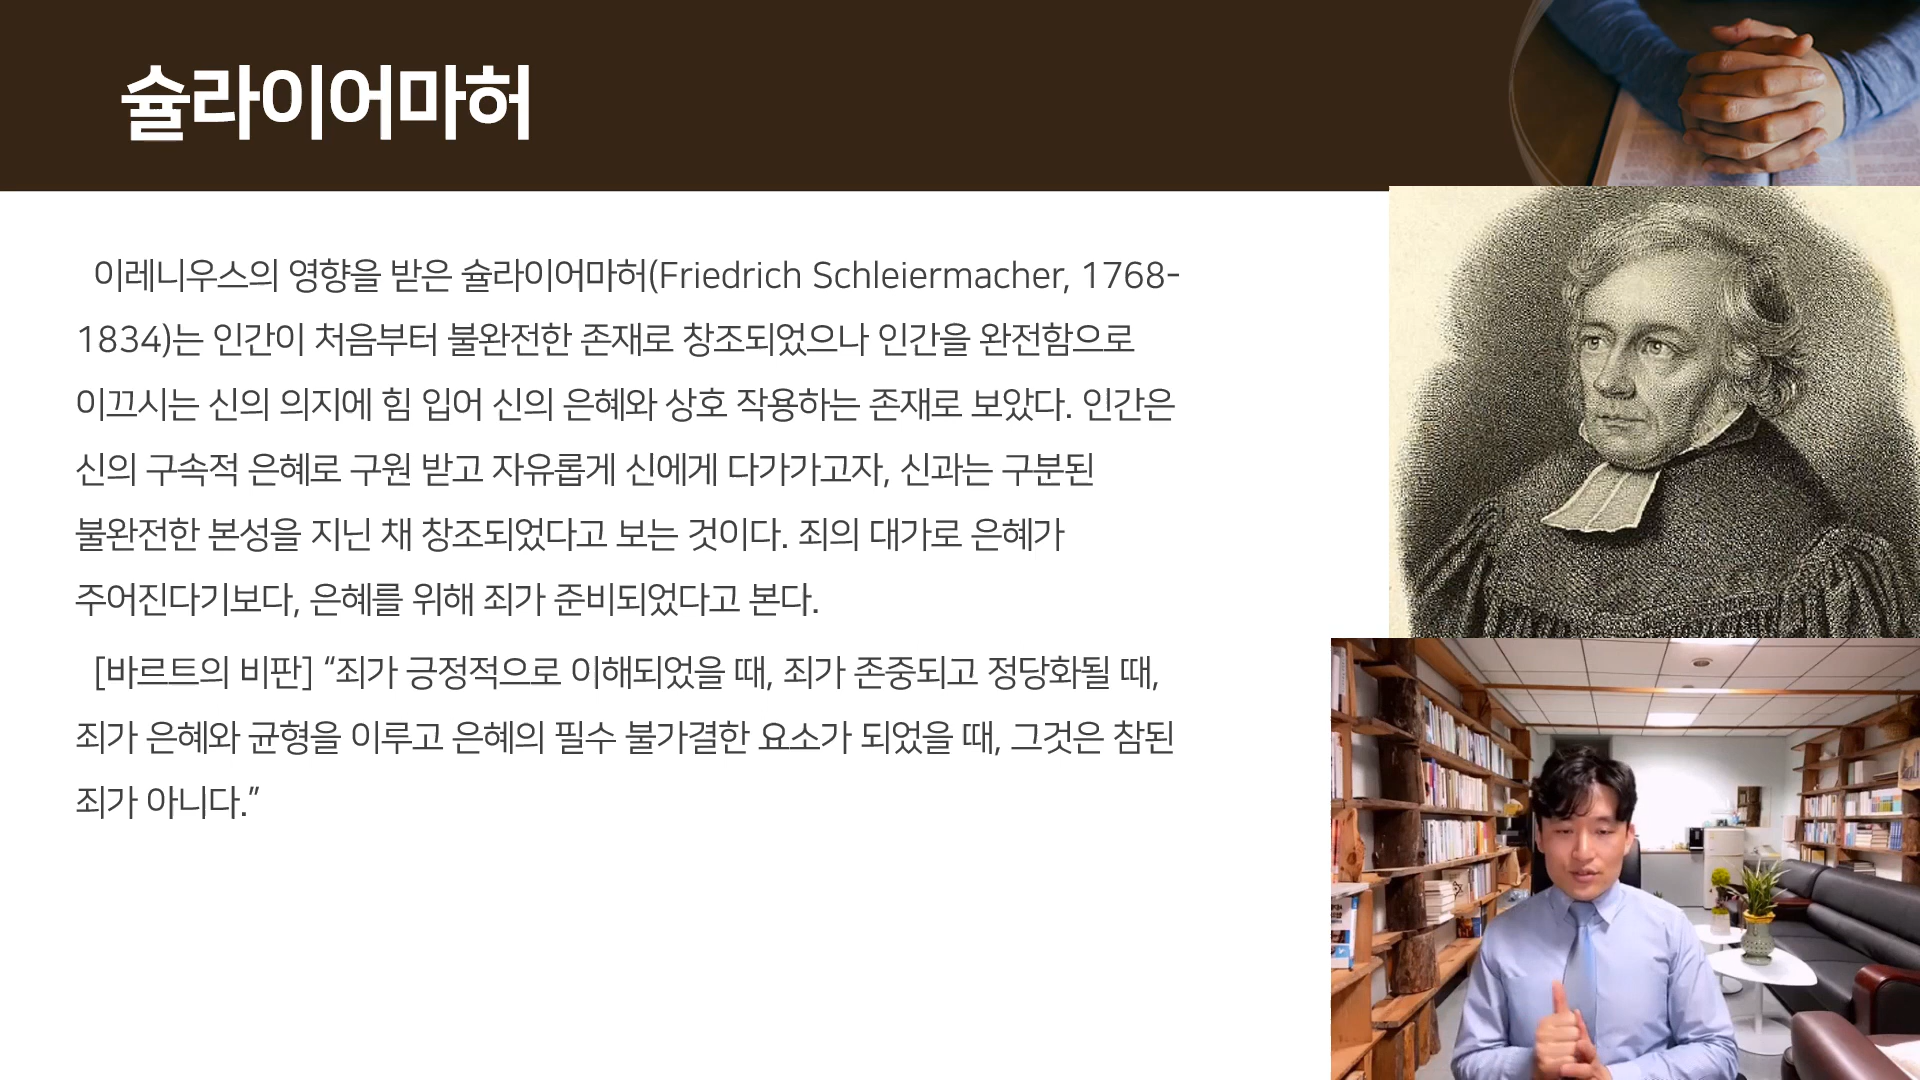 슐라이어마허
이레니우스의 영향을 받은 슐라이어마허(Friedrich Schleiermacher, 1768-
1834)는 인간이 처음부터 불완전한 존재로 창조되었으나 인간을 완전함으로
이끄시는 신의 의지에 힘 입어 신의 은혜와 상호 작용하는 존재로 보았다. 인간은
신의 구속적 은혜로 구원 받고 자유롭게 신에게 다가가고자, 신과는 구분된
불완전한 본성을 지닌 채 창조되었다고 보는 것이다. 죄의 대가로 은혜가
주어진다기보다, 은혜를 위해 죄가 준비되었다고 본다.
[바르트의 비판] “죄가 긍정적으로 이해되었을 때, 죄가 존중되고 정당화될 때,
죄가 은혜와 균형을 이루고 은혜의 필수 불가결한 요소가 되었을 때, 그것은 참된
죄가 아니다.”